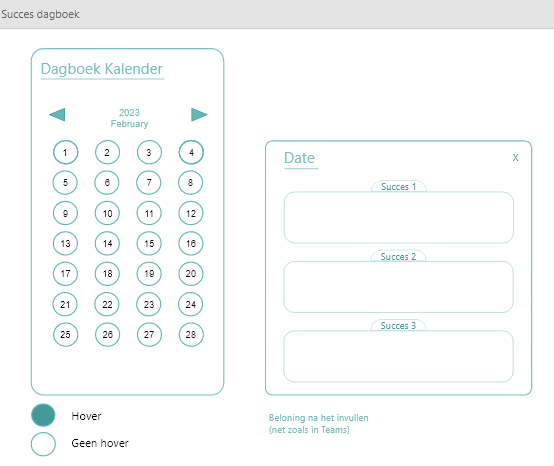 Succes dagboek
Dagboek Kalender
2023
February
1 2 3 4
5 6 7 8
9 10 11 12
13 14 15 16
17 18 19 20
21 22 23 24
25 26 27 28
Hover
Geen hover
Date X
Succes 1
Succes 2
Succes 3
Beloning na het invullen
(net zoals in Teams)